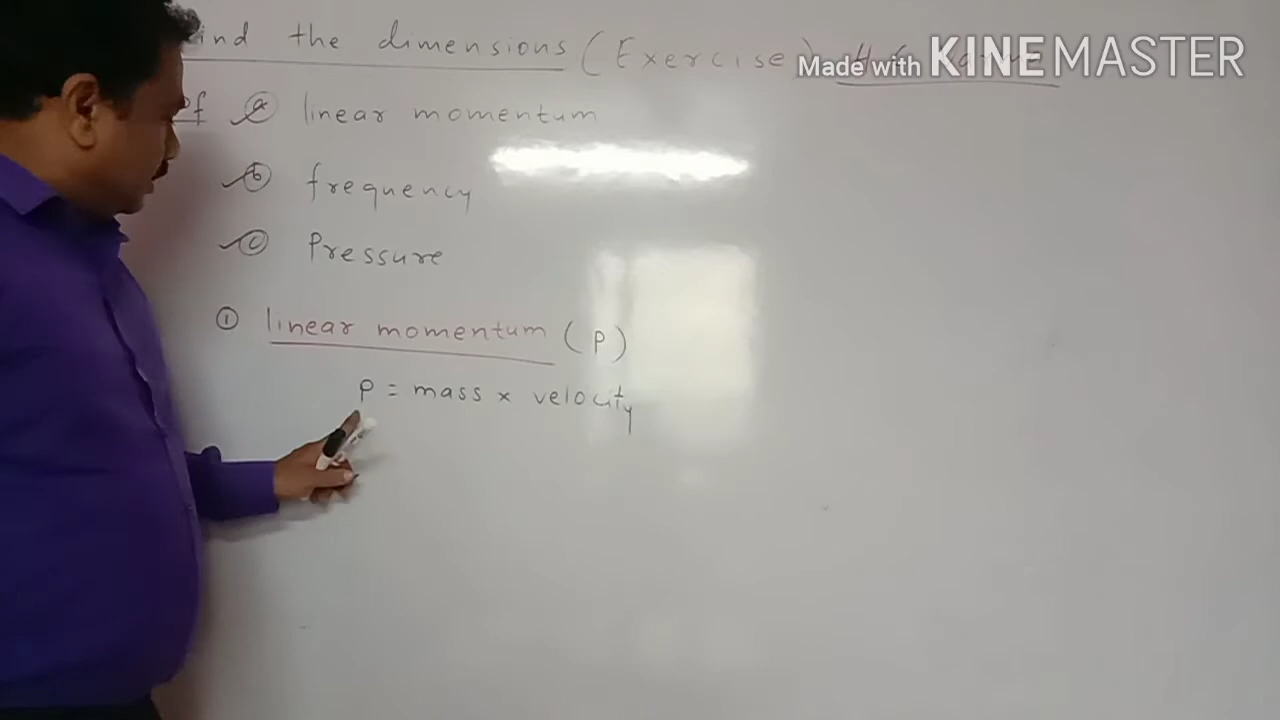 ind the dimensions (Exercise)
Made with KINEMASTER
of (a) linear momentum
(b) frequency
(c) Pressure
① linear momentum (P)
P = mass × velocity